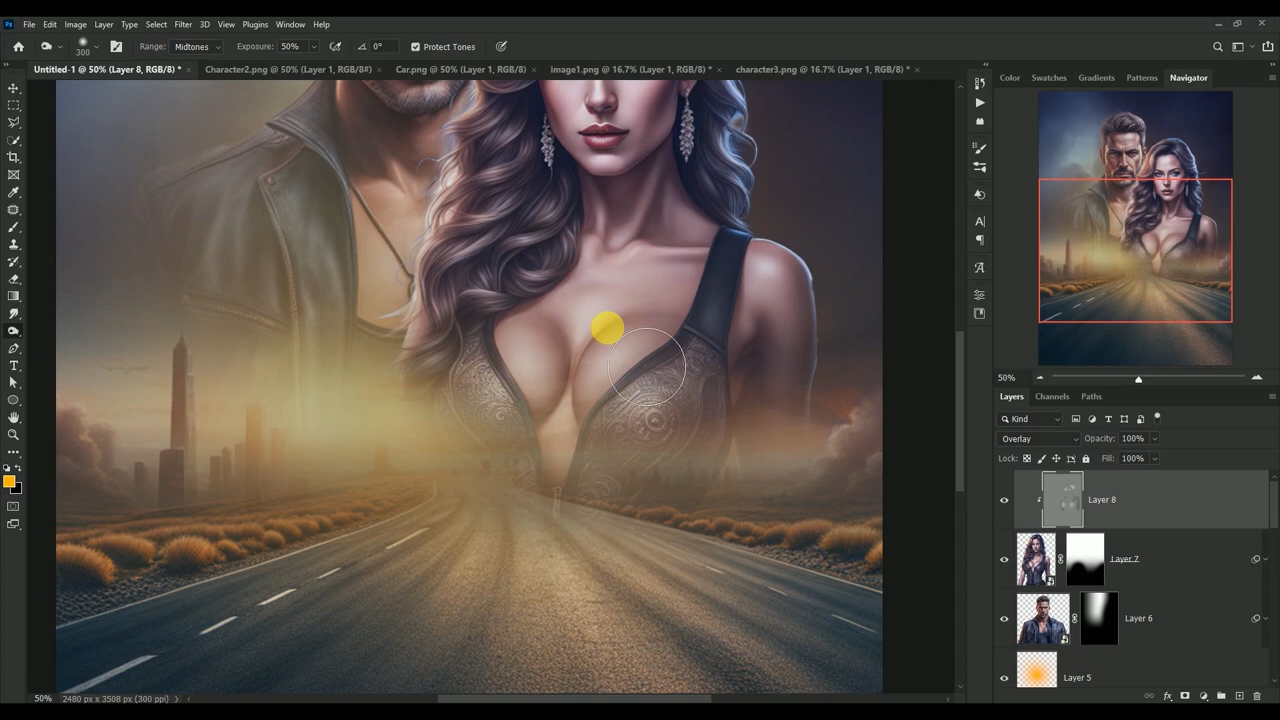 Ps File Edit Image Layer Type Select Filter 3D View Plugins Window Help
300 Range: Midtones Exposure: 50% 0° Protect Tones
Untitled-1 @ 50% (Layer 8, RGB/8) * × Character2.png @ 50% (Layer 1, RGB/8#) × Car.png @ 50% (Layer 1, RGB/8) × image1.png @ 16.7% (Layer 1, RGB/8) * × character3.png @ 16.7% (Layer 1, RGB/8) * ×
Color Swatches Gradients Patterns Navigator
50%
Layers Channels Paths
Kind
Overlay Opacity: 100%
Lock: Fill: 100%
Layer 8
Layer 7
Layer 6
Layer 5
50% 2480 px x 3508 px (300 ppi)